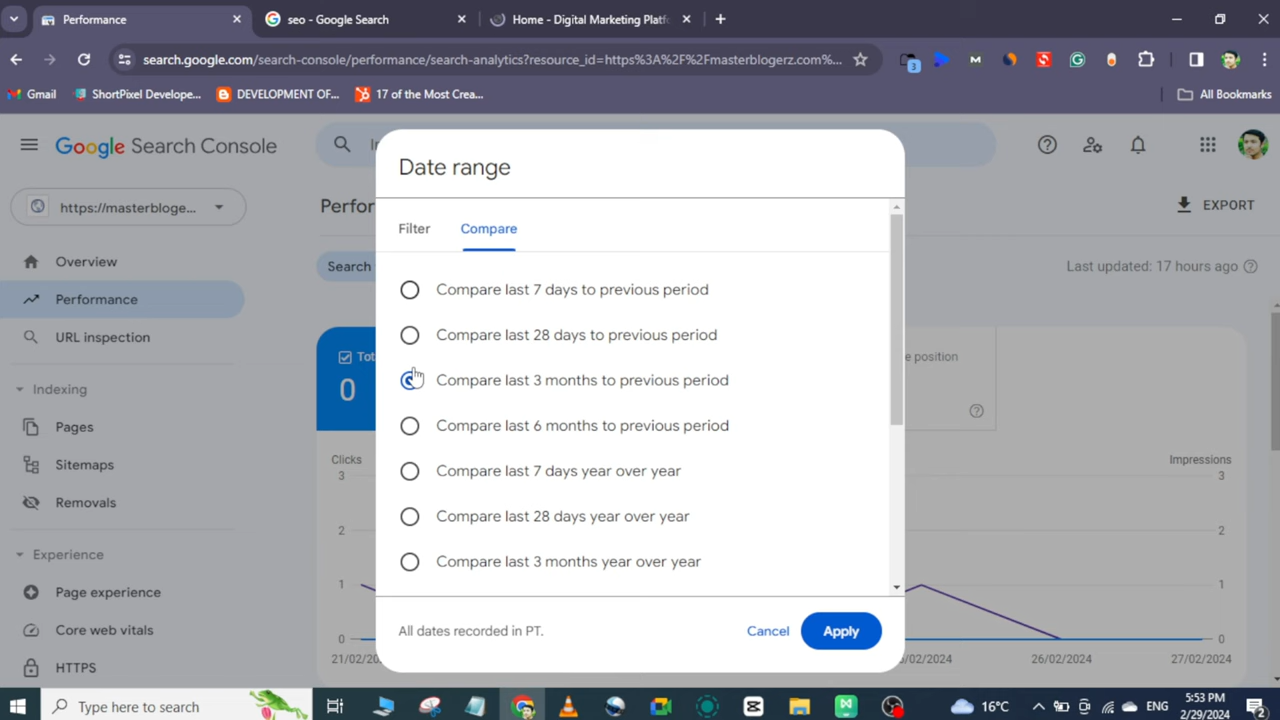 Performance
seo - Google Search
Home - Digital Marketing Platf
search.google.com/search-console/performance/search-analytics?resource_id=https%3A%2F%2Fmasterblogerz.com%...
3
Gmail
ShortPixel Develope...
DEVELOPMENT OF...
17 of the Most Crea...
All Bookmarks
Google Search Console
https://masterbloge...
Perfor
EXPORT
Overview
Performance
URL inspection
Indexing
Pages
Sitemaps
Removals
Experience
Page experience
Core web vitals
HTTPS
Search
Last updated: 17 hours ago
Tot
0
e position
Clicks
Impressions
3
2
1
0
3
2
1
0
21/02/20
26/02/2024
27/02/2024
Date range
Filter
Compare
Compare last 7 days to previous period
Compare last 28 days to previous period
Compare last 3 months to previous period
Compare last 6 months to previous period
Compare last 7 days year over year
Compare last 28 days year over year
Compare last 3 months year over year
All dates recorded in PT.
Cancel
Apply
Type here to search
16°C
ENG
5:53 PM
2/29/2024
2